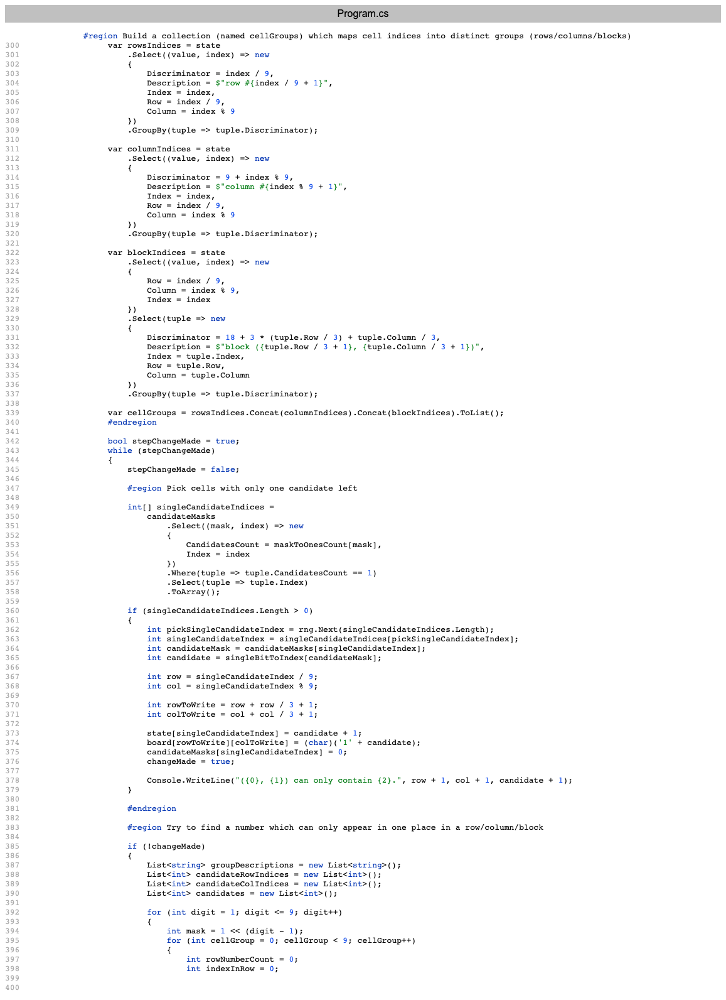 Program.cs
#region Build a collection (named cellGroups) which maps cell indices into distinct groups (rows/columns/blocks)
300 var rowsIndices = state
301 .Select((value, index) => new
302 {
303 Discriminator = index / 9,
304 Description = $"row #{index / 9 + 1}",
305 Index = index,
306 Row = index / 9,
307 Column = index % 9
308 })
309 .GroupBy(tuple => tuple.Discriminator);
310
311 var columnIndices = state
312 .Select((value, index) => new
313 {
314 Discriminator = 9 + index % 9,
315 Description = $"column #{index % 9 + 1}",
316 Index = index,
317 Row = index / 9,
318 Column = index % 9
319 })
320 .GroupBy(tuple => tuple.Discriminator);
321
322 var blockIndices = state
323 .Select((value, index) => new
324 {
325 Row = index / 9,
326 Column = index % 9,
327 Index = index
328 })
329 .Select(tuple => new
330 {
331 Discriminator = 18 + 3 * (tuple.Row / 3) + tuple.Column / 3,
332 Description = $"block ({tuple.Row / 3 + 1}, {tuple.Column / 3 + 1})",
333 Index = tuple.Index,
334 Row = tuple.Row,
335 Column = tuple.Column
336 })
337 .GroupBy(tuple => tuple.Discriminator);
338
339 var cellGroups = rowsIndices.Concat(columnIndices).Concat(blockIndices).ToList();
340 #endregion
341
342 bool stepChangeMade = true;
343 while (stepChangeMade)
344 {
345 stepChangeMade = false;
346
347 #region Pick cells with only one candidate left
348
349 int[] singleCandidateIndices =
350 candidateMasks
351 .Select((mask, index) => new
352 {
353 CandidatesCount = maskToOnesCount[mask],
354 Index = index
355 })
356 .Where(tuple => tuple.CandidatesCount == 1)
357 .Select(tuple => tuple.Index)
358 .ToArray();
359
360 if (singleCandidateIndices.Length > 0)
361 {
362 int pickSingleCandidateIndex = rng.Next(singleCandidateIndices.Length);
363 int singleCandidateIndex = singleCandidateIndices[pickSingleCandidateIndex];
364 int candidateMask = candidateMasks[singleCandidateIndex];
365 int candidate = singleBitToIndex[candidateMask];
366
367 int row = singleCandidateIndex / 9;
368 int col = singleCandidateIndex % 9;
369
370 int rowToWrite = row + row / 3 + 1;
371 int colToWrite = col + col / 3 + 1;
372
373 state[singleCandidateIndex] = candidate + 1;
374 board[rowToWrite][colToWrite] = (char)('1' + candidate);
375 candidateMasks[singleCandidateIndex] = 0;
376 changeMade = true;
377
378 Console.WriteLine("({0}, {1}) can only contain {2}.", row + 1, col + 1, candidate + 1);
379 }
380
381 #endregion
382
383 #region Try to find a number which can only appear in one place in a row/column/block
384
385 if (!changeMade)
386 {
387 List<string> groupDescriptions = new List<string>();
388 List<int> candidateRowIndices = new List<int>();
389 List<int> candidateColIndices = new List<int>();
390 List<int> candidates = new List<int>();
391
392 for (int digit = 1; digit <= 9; digit++)
393 {
394 int mask = 1 << (digit - 1);
395 for (int cellGroup = 0; cellGroup < 9; cellGroup++)
396 {
397 int rowNumberCount = 0;
398 int indexInRow = 0;
399
400